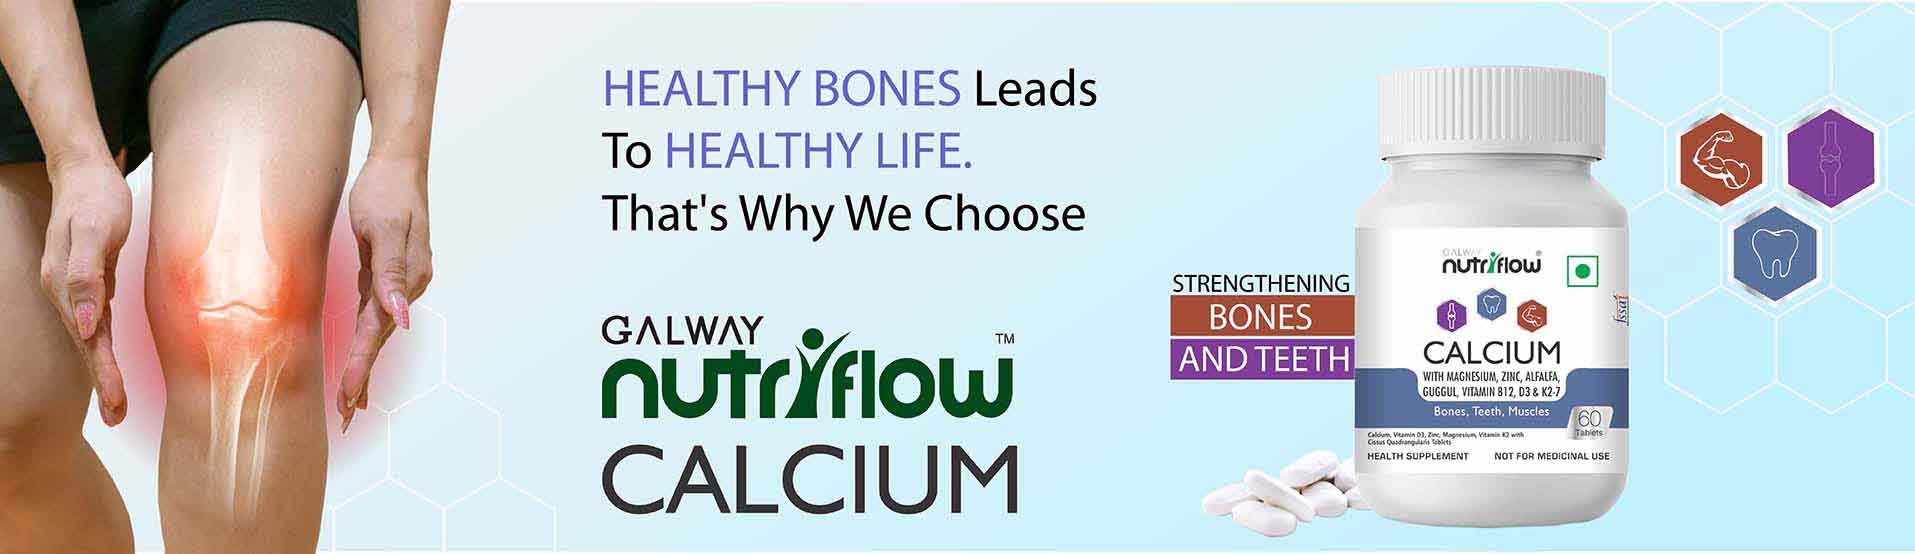 HEALTHY BONES Leads
To HEALTHY LIFE.
That's Why We Choose
GALWAY
nutriflow™
CALCIUM
STRENGTHENING
BONES
AND TEETH
GALWAY
nutriflow®
fssai
CALCIUM
WITH MAGNESIUM, ZINC, ALFALFA,
GUGGUL, VITAMIN B12, D3 & K2-7
Bones, Teeth, Muscles
60
Tablets
Calcium, Vitamin D3, Zinc, Magnesium, Vitamin K2 with
Cissus Quadrangularis Tablets
HEALTH SUPPLEMENT NOT FOR MEDICINAL USE